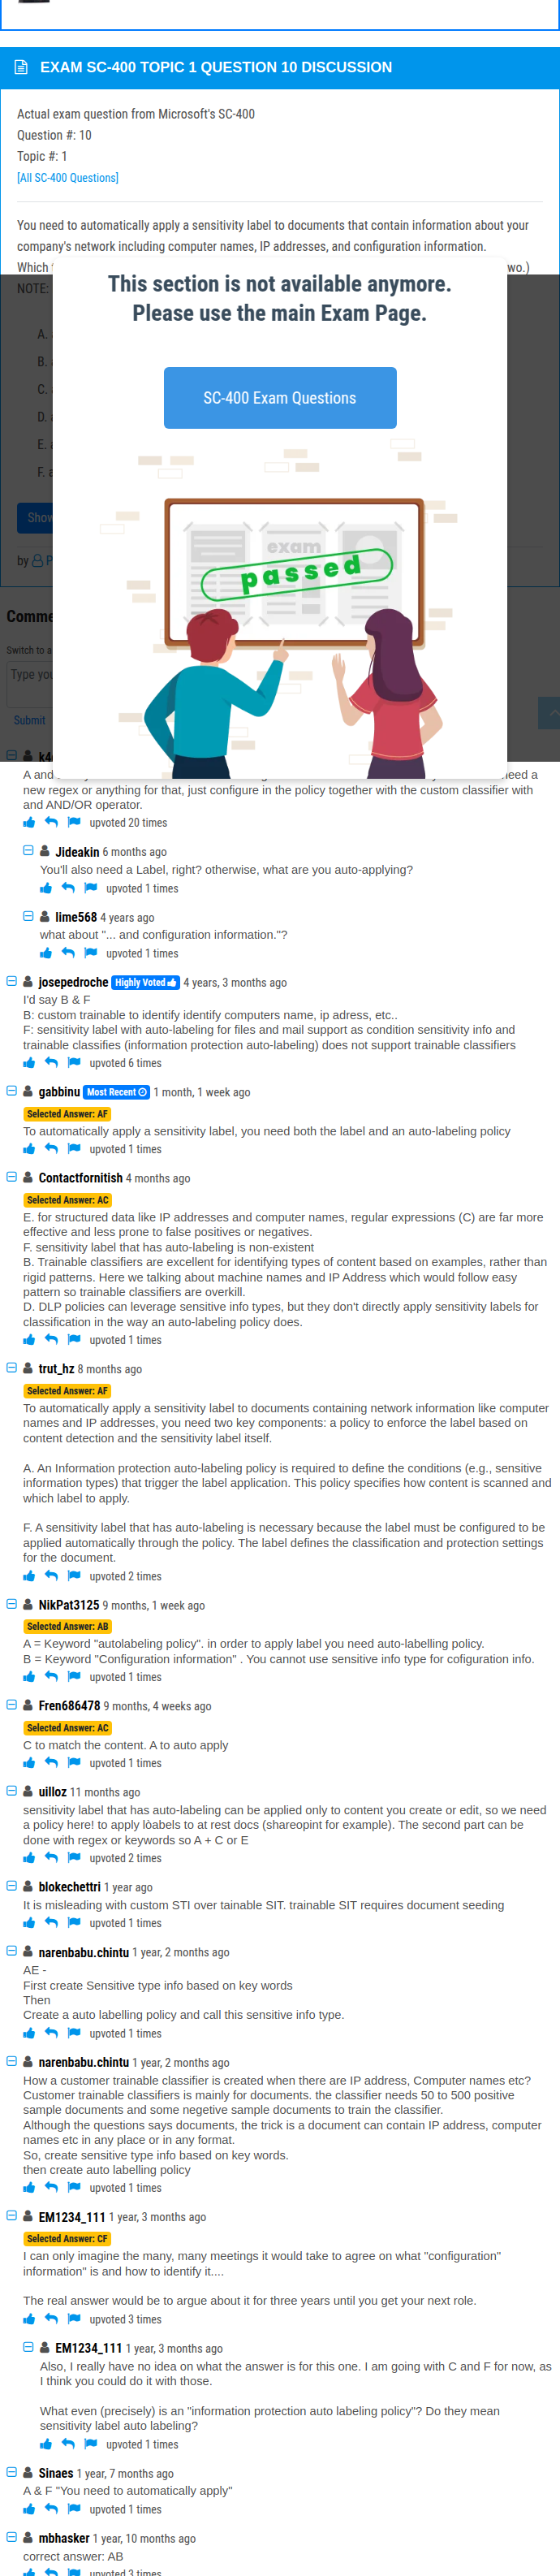 EXAM SC-400 TOPIC 1 QUESTION 10 DISCUSSION
Actual exam question from Microsoft's SC-400
Question #: 10
Topic #: 1
[All SC-400 Questions]
You need to automatically apply a sensitivity label to documents that contain information about your
company's network including computer names, IP addresses, and configuration information.
Which
wo.)
NOTE:
This section is not available anymore.
Please use the main Exam Page.
SC-400 Exam Questions
A.
B.
C.
D.
E.
F.
Show
by
exam
passed
Comme
Switch to a
Type you
Submit
A and
eed a
new regex or anything for that, just configure in the policy together with the custom classifier with
and AND/OR operator.
upvoted 20 times
Jideakin 6 months ago
You'll also need a Label, right? otherwise, what are you auto-applying?
upvoted 1 times
lime568 4 years ago
what about "... and configuration information."?
upvoted 1 times
josepedroche Highly Voted 4 years, 3 months ago
I'd say B & F
B: custom trainable to identify identify computers name, ip adress, etc..
F: sensitivity label with auto-labeling for files and mail support as condition sensitivity info and
trainable classifies (information protection auto-labeling) does not support trainable classifiers
upvoted 6 times
gabbinu Most Recent 1 month, 1 week ago
Selected Answer: AF
To automatically apply a sensitivity label, you need both the label and an auto-labeling policy
upvoted 1 times
Contactfornitish 4 months ago
Selected Answer: AC
E. for structured data like IP addresses and computer names, regular expressions (C) are far more
effective and less prone to false positives or negatives.
F. sensitivity label that has auto-labeling is non-existent
B. Trainable classifiers are excellent for identifying types of content based on examples, rather than
rigid patterns. Here we talking about machine names and IP Address which would follow easy
pattern so trainable classifiers are overkill.
D. DLP policies can leverage sensitive info types, but they don't directly apply sensitivity labels for
classification in the way an auto-labeling policy does.
upvoted 1 times
trut_hz 8 months ago
Selected Answer: AF
To automatically apply a sensitivity label to documents containing network information like computer
names and IP addresses, you need two key components: a policy to enforce the label based on
content detection and the sensitivity label itself.
A. An Information protection auto-labeling policy is required to define the conditions (e.g., sensitive
information types) that trigger the label application. This policy specifies how content is scanned and
which label to apply.
F. A sensitivity label that has auto-labeling is necessary because the label must be configured to be
applied automatically through the policy. The label defines the classification and protection settings
for the document.
upvoted 2 times
NikPat3125 9 months, 1 week ago
Selected Answer: AB
A = Keyword "autolabeling policy". in order to apply label you need auto-labelling policy.
B = Keyword "Configuration information" . You cannot use sensitive info type for cofiguration info.
upvoted 1 times
Fren686478 9 months, 4 weeks ago
Selected Answer: AC
C to match the content. A to auto apply
upvoted 1 times
uilloz 11 months ago
sensitivity label that has auto-labeling can be applied only to content you create or edit, so we need
a policy here! to apply lòabels to at rest docs (sharepoint for example). The second part can be
done with regex or keywords so A + C or E
upvoted 2 times
blokechettri 1 year ago
It is misleading with custom STI over tainable SIT. trainable SIT requires document seeding
upvoted 1 times
narenbabu.chintu 1 year, 2 months ago
AE -
First create Sensitive type info based on key words
Then
Create a auto labelling policy and call this sensitive info type.
upvoted 1 times
narenbabu.chintu 1 year, 2 months ago
How a customer trainable classifier is created when there are IP address, Computer names etc?
Customer trainable classifiers is mainly for documents. the classifier needs 50 to 500 positive
sample documents and some negetive sample documents to train the classifier.
Although the questions says documents, the trick is a document can contain IP address, computer
names etc in any place or in any format.
So, create sensitive type info based on key words.
then create auto labelling policy
upvoted 1 times
EM1234_111 1 year, 3 months ago
Selected Answer: CF
I can only imagine the many, many meetings it would take to agree on what "configuration"
information" is and how to identify it....
The real answer would be to argue about it for three years until you get your next role.
upvoted 3 times
EM1234_111 1 year, 3 months ago
Also, I really have no idea on what the answer is for this one. I am going with C and F for now, as
I think you could do it with those.
What even (precisely) is an "information protection auto labeling policy"? Do they mean
sensitivity label auto labeling?
upvoted 1 times
Sinaes 1 year, 7 months ago
A & F "You need to automatically apply"
upvoted 1 times
mbhasker 1 year, 10 months ago
correct answer: AB
upvoted 3 times